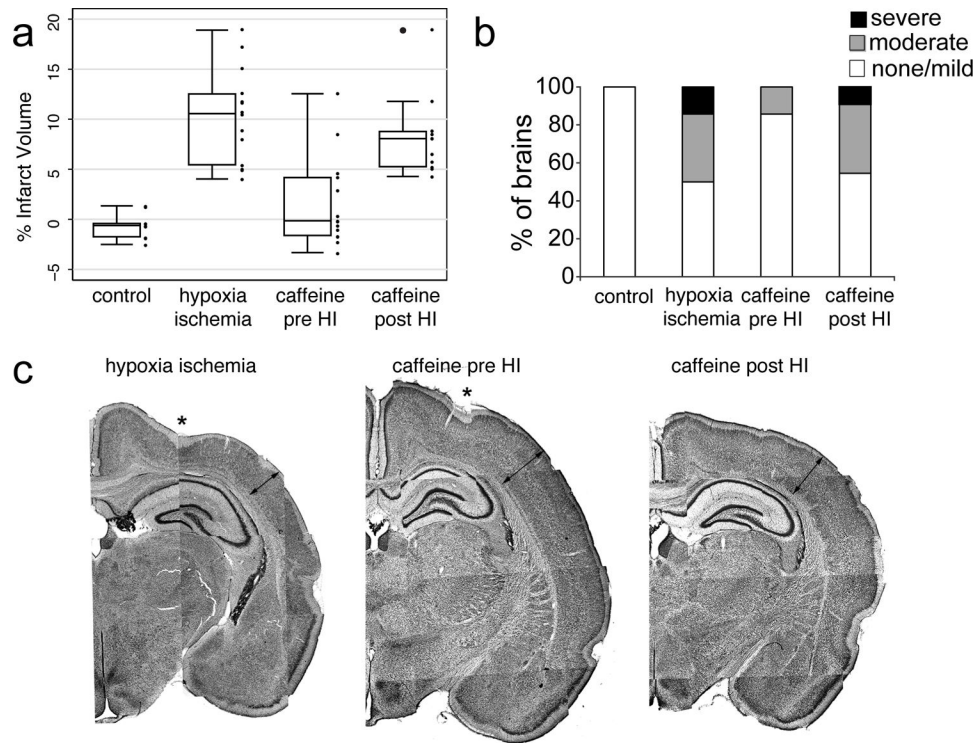 a
% Infarct Volume
20
15
10
5
0
−5
control
hypoxia
ischemia
caffeine
pre HI
caffeine
post HI
b
severe
moderate
none/mild
% of brains
100
80
60
40
20
0
control
hypoxia
ischemia
caffeine
pre HI
caffeine
post HI
c
hypoxia ischemia
caffeine pre HI
caffeine post HI
*
*